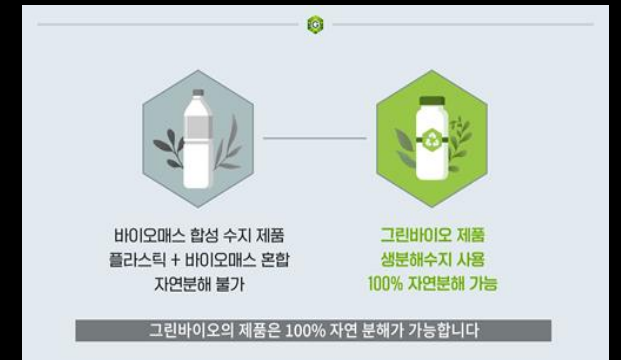 바이오매스 합성 수지 제품
플라스틱 + 바이오매스 혼합
자연분해 불가
그린바이오 제품
생분해수지 사용
100% 자연분해 가능
그린바이오의 제품은 100% 자연 분해가 가능합니다